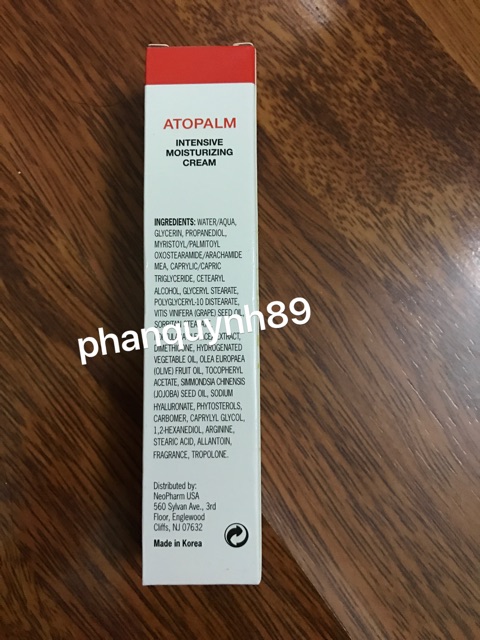 ATOPALM
INTENSIVE
MOISTURIZING
CREAM
INGREDIENTS: WATER/AQUA,
GLYCERIN, PROPANEDIOL,
MYRISTOYL/PALMITOYL
OXOSTEARAMIDE/ARACHAMIDE
MEA, CAPRYLIC/CAPRIC
TRIGLYCERIDE, CETEARYL
ALCOHOL, GLYCERYL STEARATE,
POLYGLYCERYL-10 DISTEARATE,
VITIS VINIFERA (GRAPE) SEED OIL,
SORBITAN
phanquynh89
EXTRACT,
DIMETHICONE, HYDROGENATED
VEGETABLE OIL, OLEA EUROPAEA
(OLIVE) FRUIT OIL, TOCOPHERYL
ACETATE, SIMMONDSIA CHINENSIS
(JOJOBA) SEED OIL, SODIUM
HYALURONATE, PHYTOSTEROLS,
CARBOMER, CAPRYLYL GLYCOL,
1,2-HEXANEDIOL, ARGININE,
STEARIC ACID, ALLANTOIN,
FRAGRANCE, TROPOLONE.
Distributed by:
NeoPharm USA
560 Sylvan Ave., 3rd
Floor, Englewood
Cliffs, NJ 07632
Made in Korea